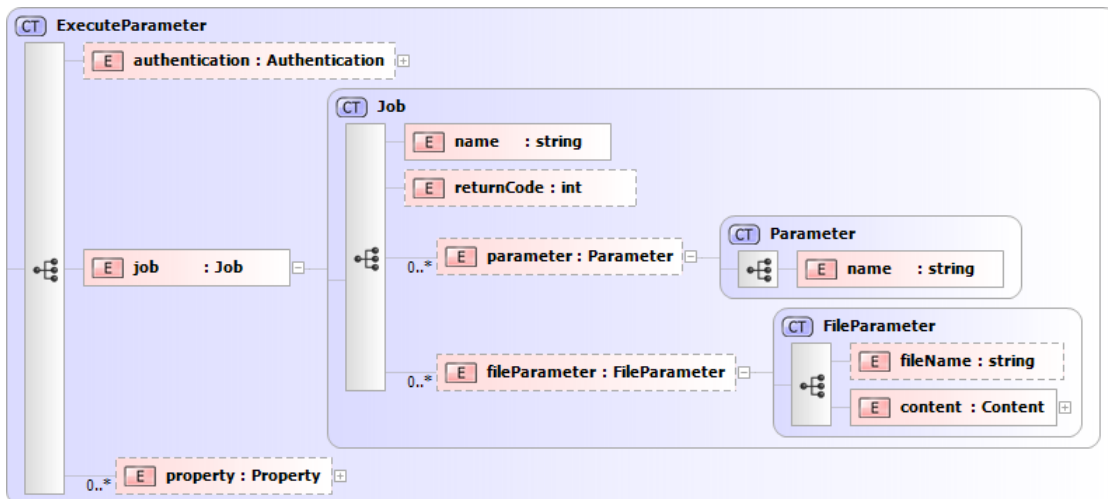 CT ExecuteParameter
E authentication : Authentication
CT Job
E name : string
E returnCode : int
CT Parameter
E parameter : Parameter
0..*
E job : Job
E name : string
CT FileParameter
E fileName : string
E fileParameter : FileParameter
0..*
E content : Content
E property : Property
0..*